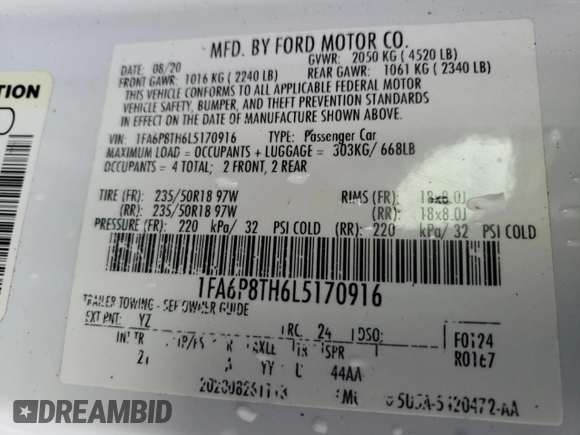 MFD. BY FORD MOTOR CO.
DATE: 08/20 GVWR: 2050 KG ( 4520 LB)
FRONT GAWR: 1016 KG ( 2240 LB) REAR GAWR: 1061 KG ( 2340 LB)
THIS VEHICLE CONFORMS TO ALL APPLICABLE FEDERAL MOTOR
VEHICLE SAFETY, BUMPER, AND THEFT PREVENTION STANDARDS
IN EFFECT ON THE DATE OF MANUFACTURE SHOWN ABOVE.
VIN: 1FA6P8TH6L5170916 TYPE: Passenger Car
MAXIMUM LOAD = OCCUPANTS + LUGGAGE = 303KG/ 668LB
OCCUPANTS = 4 TOTAL; 2 FRONT, 2 REAR
TIRE (FR): 235/50R18 97W RIMS (FR): 18x8.0J
(RR): 235/50R18 97W (RR): 18x8.0J
PRESSURE (FR): 220 kPa/ 32 PSI COLD (RR): 220 kPa/ 32 PSI COLD
1FA6P8TH6L5170916
TRAILER TOWING - SEE OWNER GUIDE
EXT PNT: YZ RC: 24 DSO: F0124
INT TR SPR R0167
YY 44AA